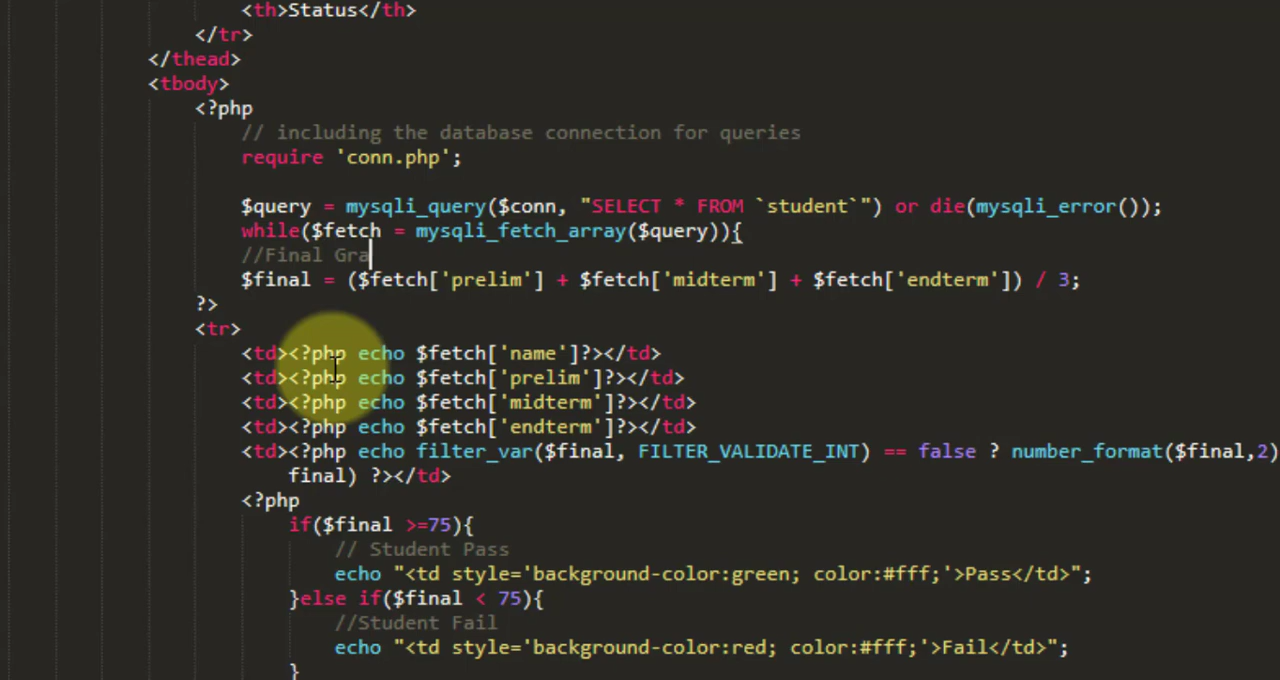 <th>Status</th>
</tr>
</thead>
<tbody>
<?php
// including the database connection for queries
require 'conn.php';
$query = mysqli_query($conn, "SELECT * FROM `student`") or die(mysqli_error());
while($fetch = mysqli_fetch_array($query)){
//Final Gra
$final = ($fetch['prelim'] + $fetch['midterm'] + $fetch['endterm']) / 3;
?>
<tr>
<td><?php echo $fetch['name']?></td>
<td><?php echo $fetch['prelim']?></td>
<td><?php echo $fetch['midterm']?></td>
<td><?php echo $fetch['endterm']?></td>
<td><?php echo filter_var($final, FILTER_VALIDATE_INT) == false ? number_format($final,2)
final) ?></td>
<?php
if($final >=75){
// Student Pass
echo "<td style='background-color:green; color:#fff;'>Pass</td>";
}else if($final < 75){
//Student Fail
echo "<td style='background-color:red; color:#fff;'>Fail</td>";
}